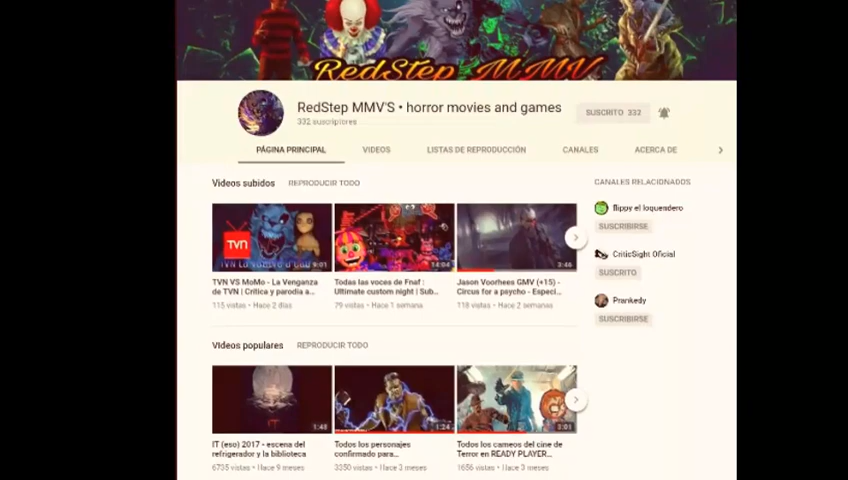 RedStep MMV
RedStep MMV'S • horror movies and games
332 suscriptores
SUSCRITO 332
PÁGINA PRINCIPAL VIDEOS LISTAS DE REPRODUCCIÓN CANALES ACERCA DE
Videos subidos REPRODUCIR TODO
CANALES RELACIONADOS
flippy el loquendero
SUSCRIBIRSE
CriticSight Oficial
SUSCRITO
Prankedy
SUSCRIBIRSE
tvn
TVN Vs
9:01
14:04
3:46
TVN VS MoMo - La Venganza
de TVN | Critica y parodia a...
115 vistas • Hace 2 días
Todas las voces de Fnaf :
Ultimate custom night | Sub...
79 vistas • Hace 1 semana
Jason Voorhees GMV (+15) -
Circus for a psycho - Especi...
118 vistas • Hace 2 semanas
Videos populares REPRODUCIR TODO
IT
1:43
1:24
3:01
IT (eso) 2017 - escena del
refrigerador y la biblioteca
6735 vistas • Hace 9 meses
Todos los personajes
confirmado para...
3350 vistas • Hace 3 meses
Todos los cameos del cine de
Terror en READY PLAYER...
1656 vistas • Hace 3 meses